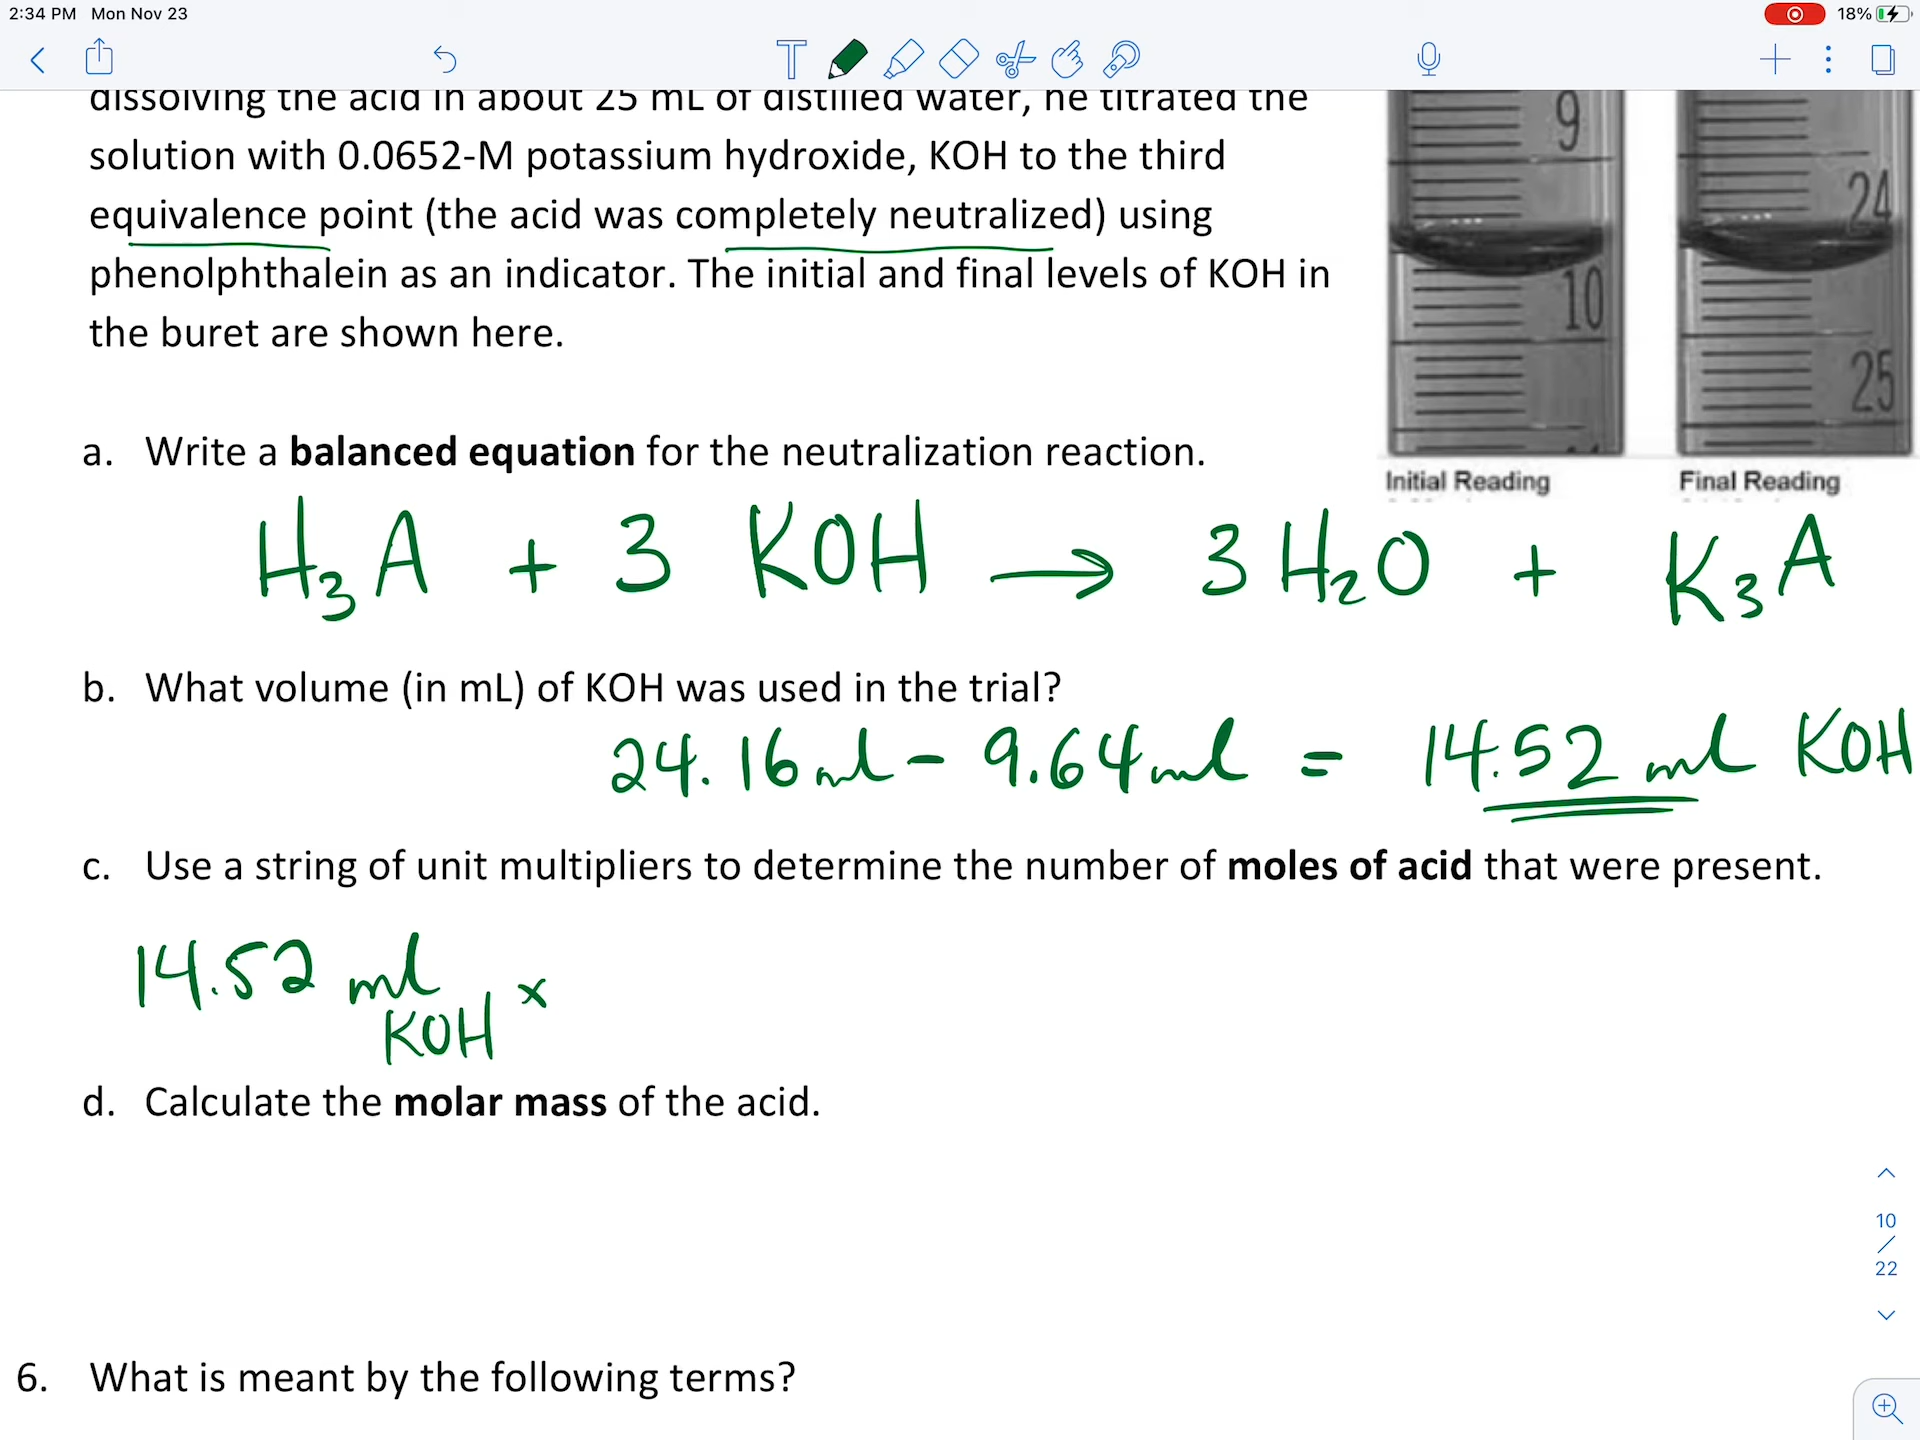 2:34 PM Mon Nov 23
18%
T
dissolving the acid in about 25 mL of distilled water, he titrated the
solution with 0.0652-M potassium hydroxide, KOH to the third
equivalence point (the acid was completely neutralized) using
phenolphthalein as an indicator. The initial and final levels of KOH in
the buret are shown here.
9
10
24
25
Initial Reading
Final Reading
a. Write a balanced equation for the neutralization reaction.
H₃A + 3 KOH → 3 H₂O + K₃A
b. What volume (in mL) of KOH was used in the trial?
24.16 ml - 9.64 ml = 14.52 ml KOH
c. Use a string of unit multipliers to determine the number of moles of acid that were present.
14.52 ml KOH ×
d. Calculate the molar mass of the acid.
10
/
22
6. What is meant by the following terms?